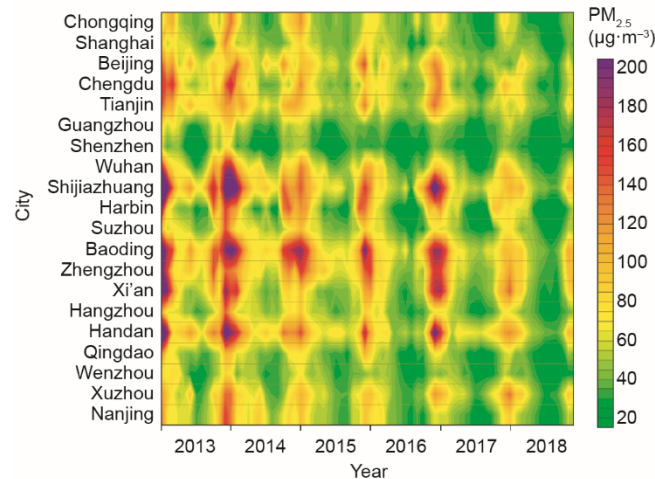 Chongqing
Shanghai
Beijing
Chengdu
Tianjin
Guangzhou
Shenzhen
Wuhan
Shijiazhuang
Harbin
Suzhou
Baoding
Zhengzhou
Xi'an
Hangzhou
Handan
Qingdao
Wenzhou
Xuzhou
Nanjing
City
2013 2014 2015 2016 2017 2018
Year
PM2.5
(μg·m−3)
200
180
160
140
120
100
80
60
40
20